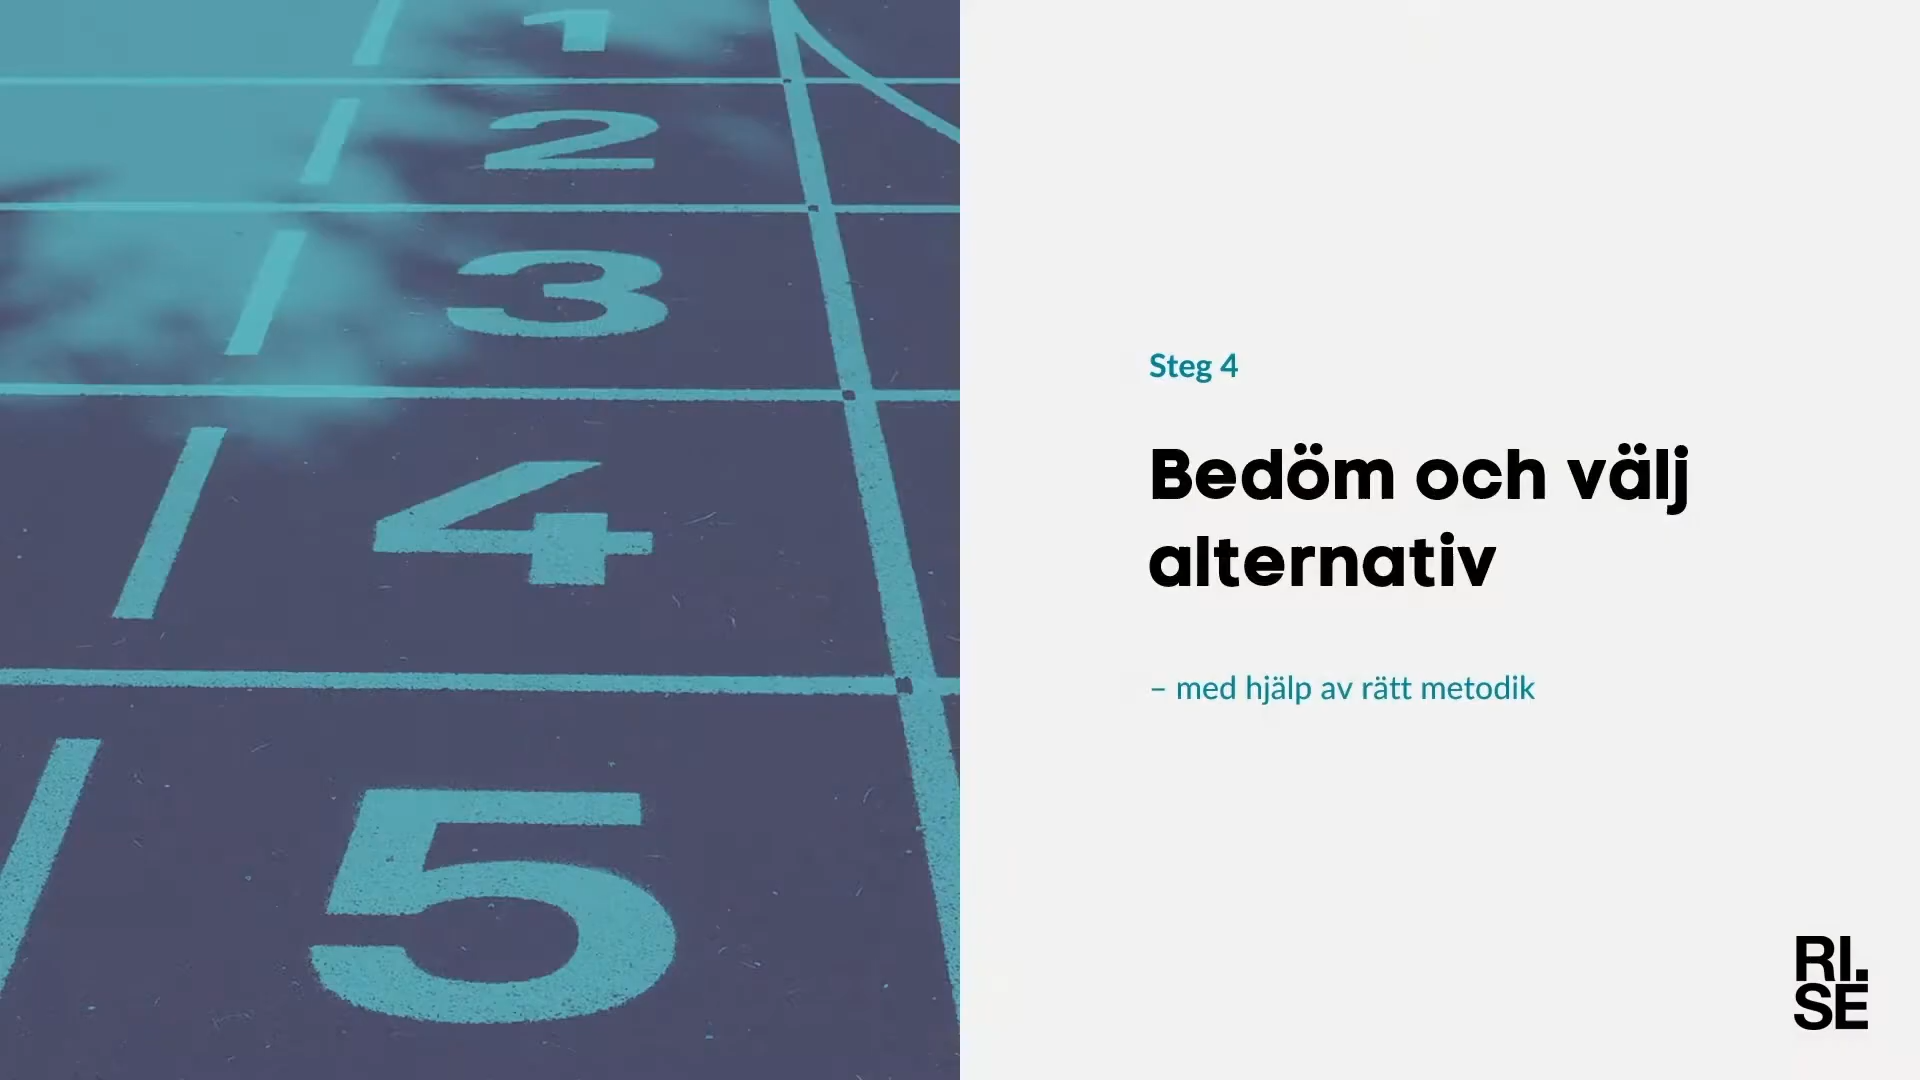 1
2
3
4
5
Steg 4
Bedöm och välj
alternativ
– med hjälp av rätt metodik
RI.
SE